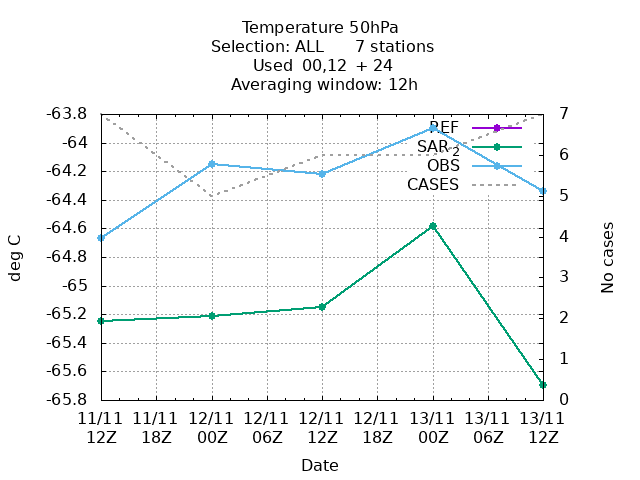 Temperature 50hPa
Selection: ALL 7 stations
Used 00,12 + 24
Averaging window: 12h
-63.8
-64
-64.2
-64.4
-64.6
-64.8
-65
-65.2
-65.4
-65.6
-65.8
deg C
7
6
5
4
3
2
1
0
No cases
REF
SAR 2
OBS
CASES
11/11 11/11 12/11 12/11 12/11 12/11 13/11 13/11 13/11
12Z 18Z 00Z 06Z 12Z 18Z 00Z 06Z 12Z
Date